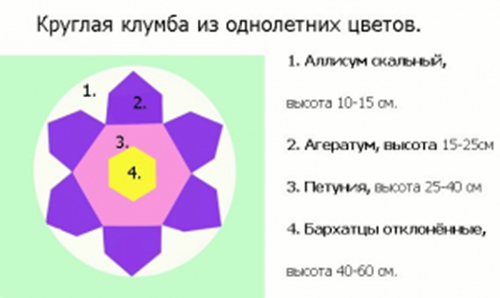 Круглая клумба из однолетних цветов.
1. Аллисум скальный,
высота 10-15 см.
2. Агератум, высота 15-25см
3. Петуния, высота 25-40 см
4. Бархатцы отклонённые,
высота 40-60 см.
1.
2.
3.
4.